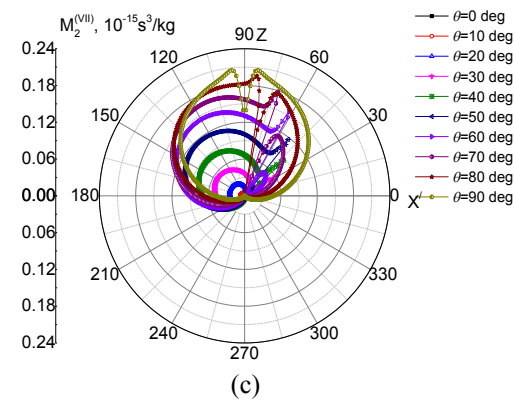 M₂⁽ⱽᴵᴵ⁾, 10⁻¹⁵s³/kg
90 Z
120
60
150
30
180
0
X′
210
330
240
300
270
0.24
0.18
0.12
0.06
0.00
0.06
0.12
0.18
0.24
θ=0 deg
θ=10 deg
θ=20 deg
θ=30 deg
θ=40 deg
θ=50 deg
θ=60 deg
θ=70 deg
θ=80 deg
θ=90 deg
(c)